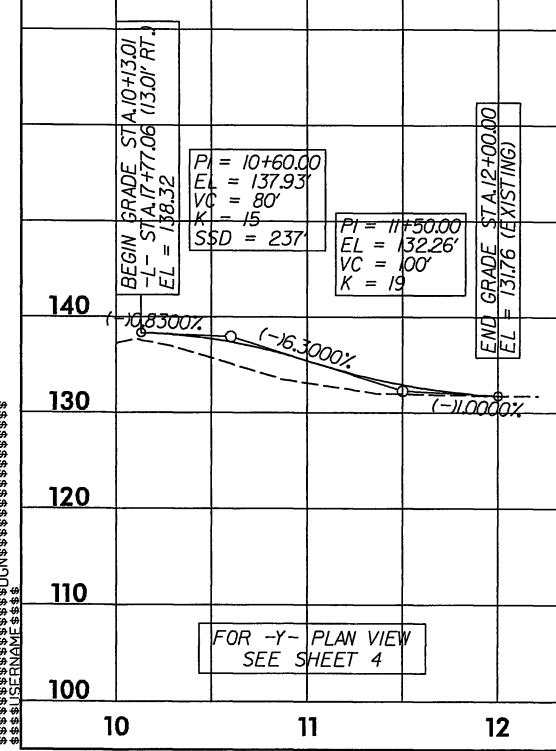 BEGIN GRADE STA.10+13.01
-L- STA.17+77.06 (13.01' RT.)
EL = 138.32
PI = 10+60.00
EL = 137.93'
VC = 80'
K = 15
SSD = 237'
PI = 11+50.00
EL = 132.26'
VC = 100'
K = 19
END GRADE STA.12+00.00
EL = 131.76 (EXISTING)
140
(-)0.8300%
(-)6.3000%
130
(-)1.0000%
120
110
FOR -Y- PLAN VIEW
SEE SHEET 4
100
10
11
12
$$$$USERNAME$$$$